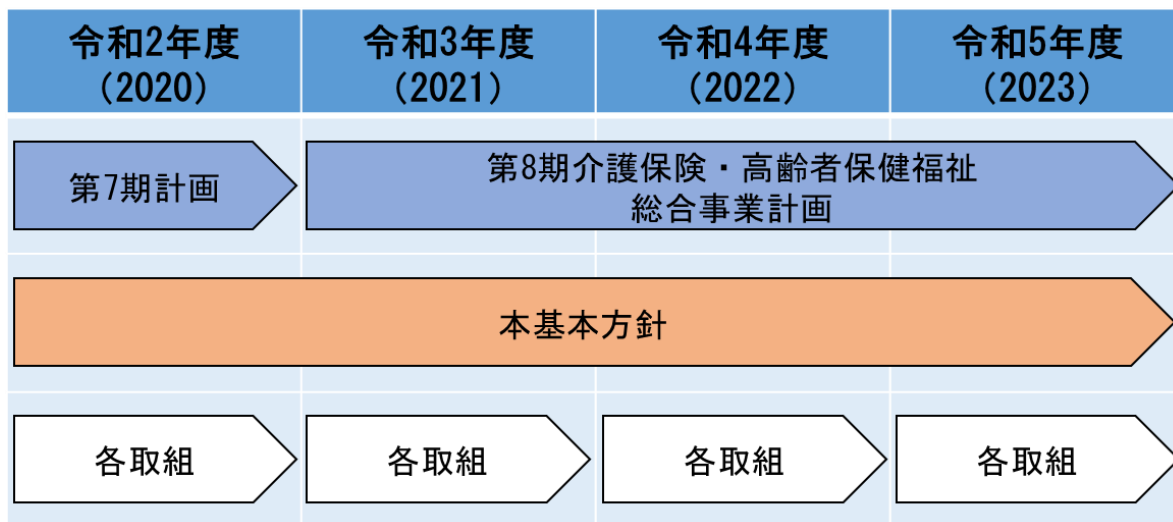 令和2年度
(2020)
令和3年度
(2021)
令和4年度
(2022)
令和5年度
(2023)
第7期計画
第8期介護保険・高齢者保健福祉
総合事業計画
本基本方針
各取組
各取組
各取組
各取組